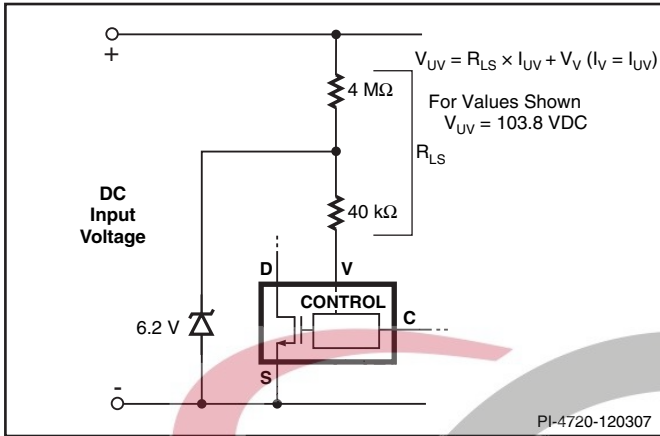 +
V_UV = R_LS × I_UV + V_V (I_V = I_UV)
4 MΩ
For Values Shown
V_UV = 103.8 VDC
R_LS
DC
Input
Voltage
40 kΩ
D
V
CONTROL
C
6.2 V
S
-
PI-4720-120307